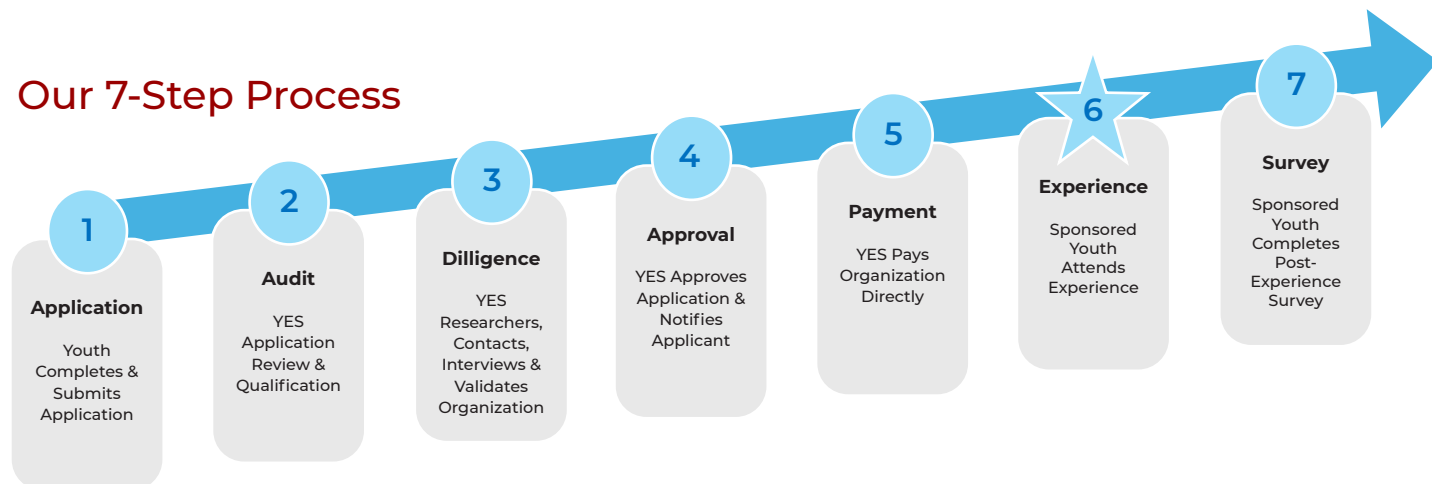 Our 7-Step Process
1
Application
Youth
Completes &
Submits
Application
2
Audit
YES
Application
Review &
Qualification
3
Dilligence
YES
Researchers,
Contacts,
Interviews &
Validates
Organization
4
Approval
YES Approves
Application &
Notifies
Applicant
5
Payment
YES Pays
Organization
Directly
6
Experience
Sponsored
Youth
Attends
Experience
7
Survey
Sponsored
Youth
Completes
Post-
Experience
Survey